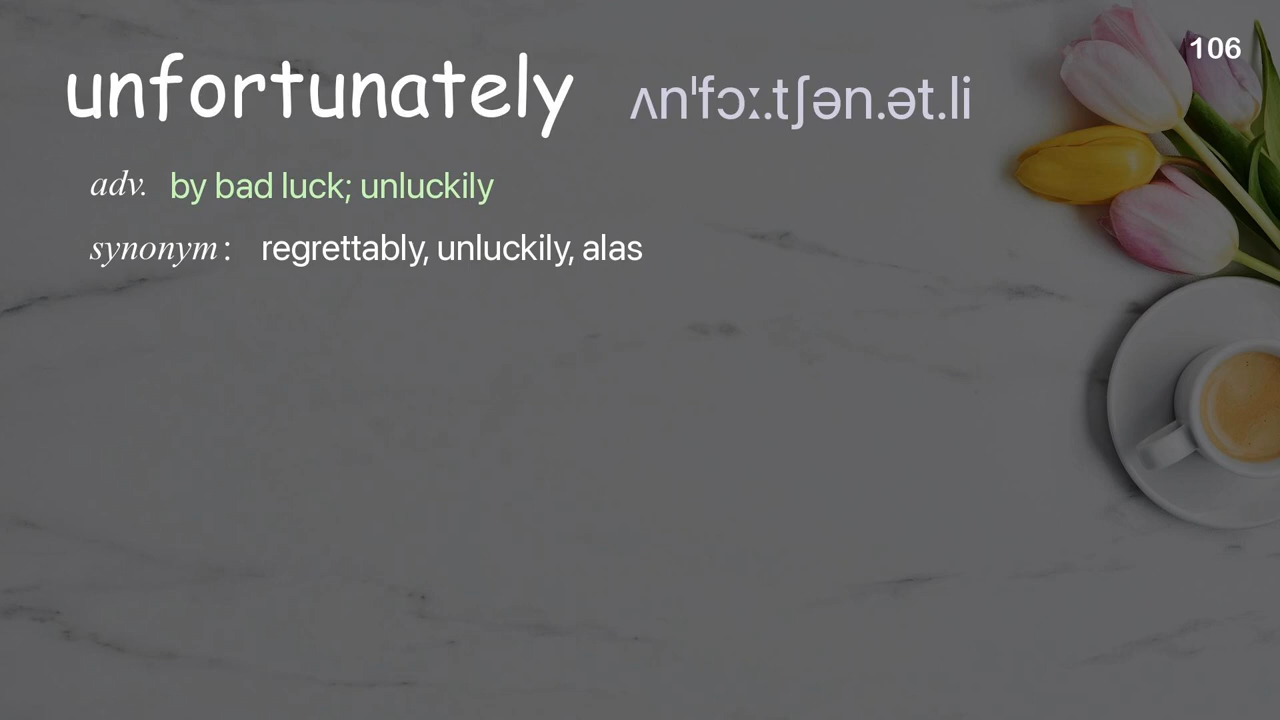 106
unfortunately ʌnˈfɔː.tʃən.ət.li
adv. by bad luck; unluckily
synonym: regrettably, unluckily, alas